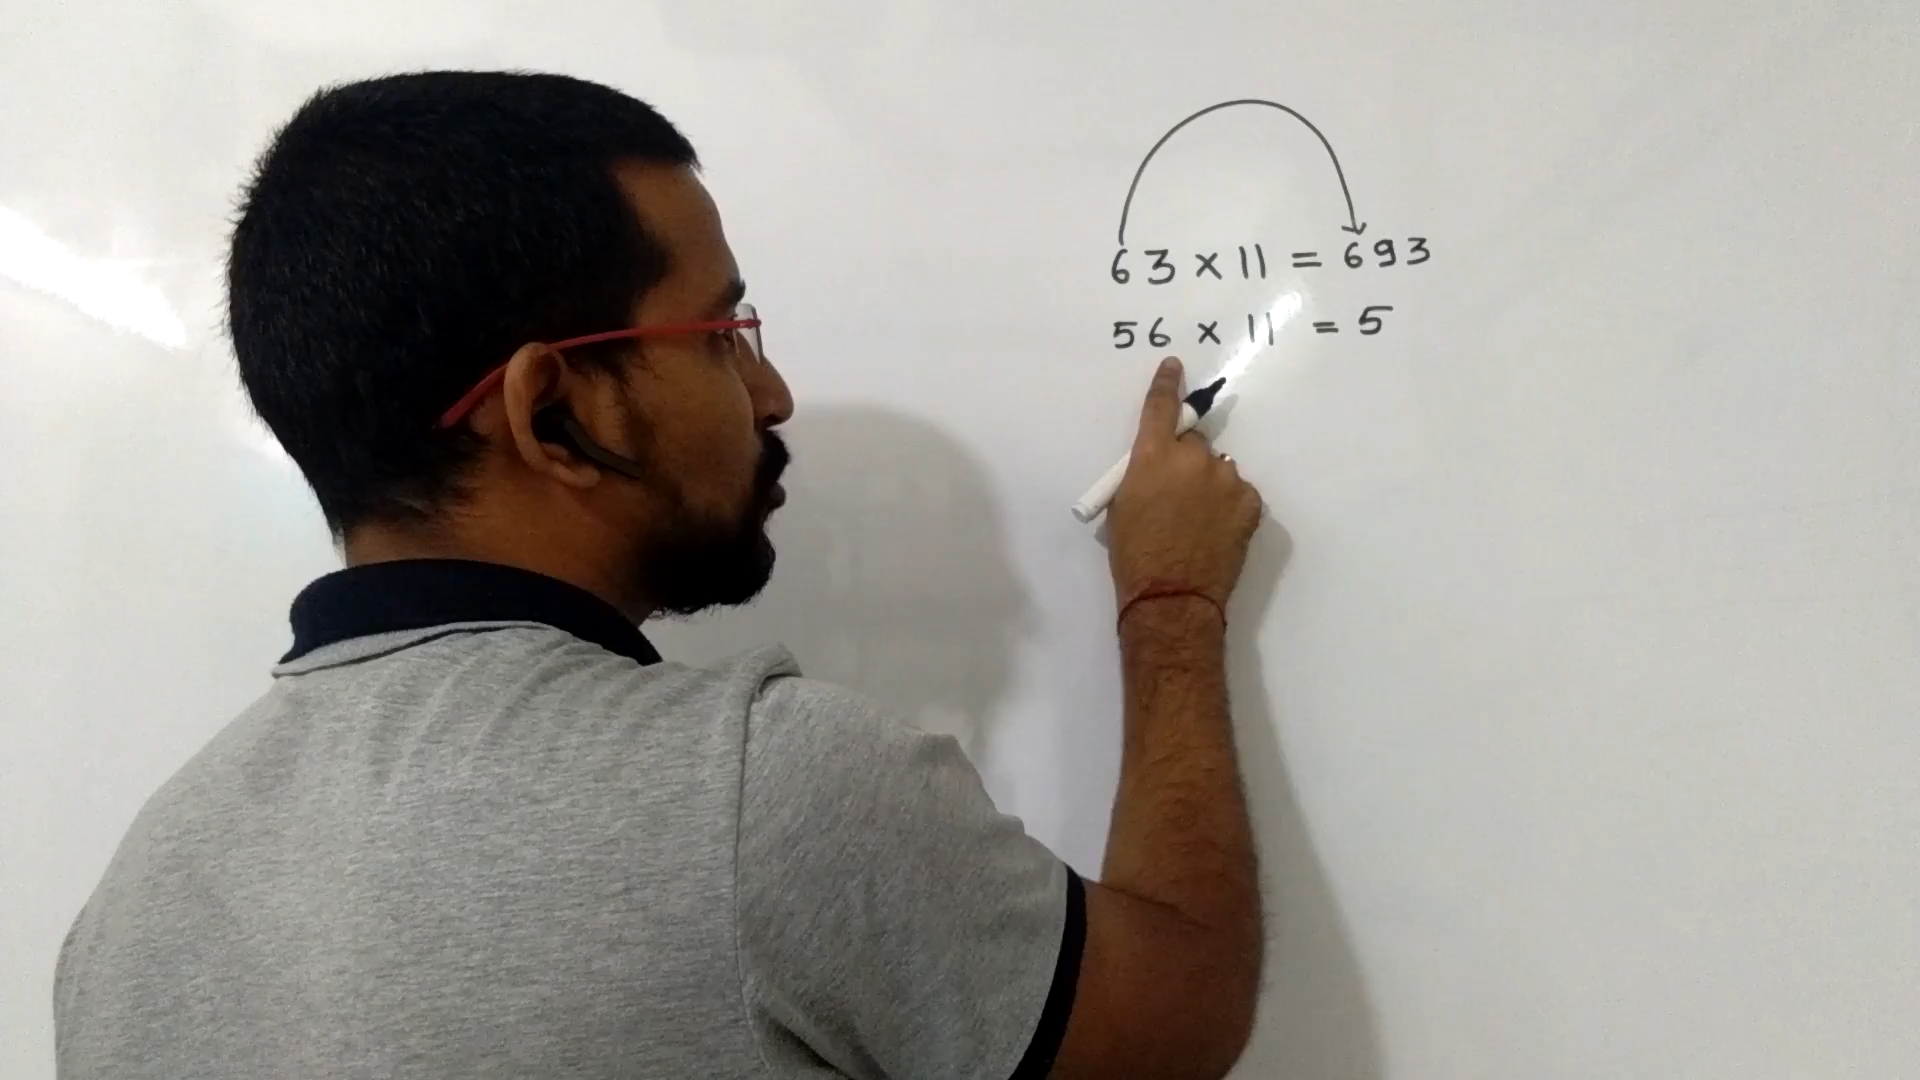 63 × 11 = 693
56 × 11 = 5